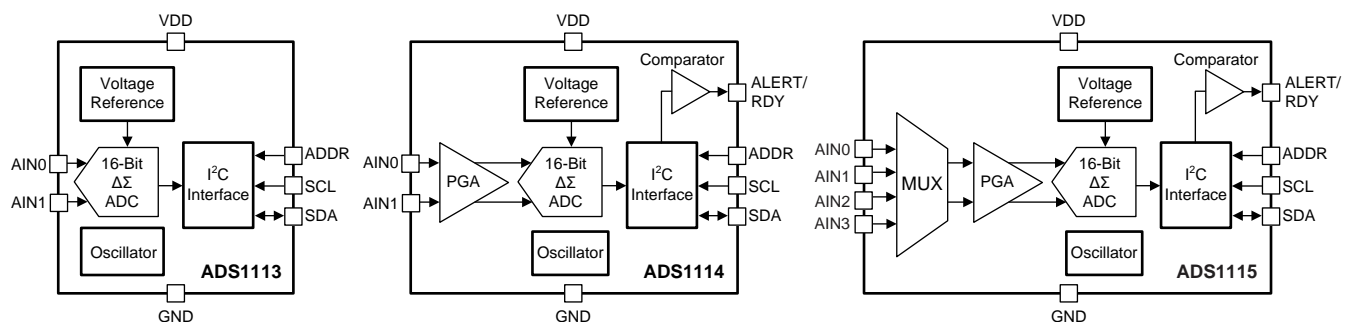 VDD
Voltage
Reference
AIN0
AIN1
16-Bit
ΔΣ
ADC
I²C
Interface
ADDR
SCL
SDA
Oscillator
ADS1113
GND
VDD
Comparator
ALERT/
RDY
Voltage
Reference
AIN0
AIN1
PGA
16-Bit
ΔΣ
ADC
I²C
Interface
ADDR
SCL
SDA
Oscillator
ADS1114
GND
VDD
Comparator
ALERT/
RDY
Voltage
Reference
AIN0
AIN1
AIN2
AIN3
MUX
PGA
16-Bit
ΔΣ
ADC
I²C
Interface
ADDR
SCL
SDA
Oscillator
ADS1115
GND